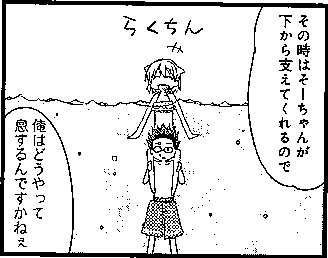 その時はそーちゃんが
下から支えてくれるので
らくちん
俺はどうやって
息するんですかねぇ